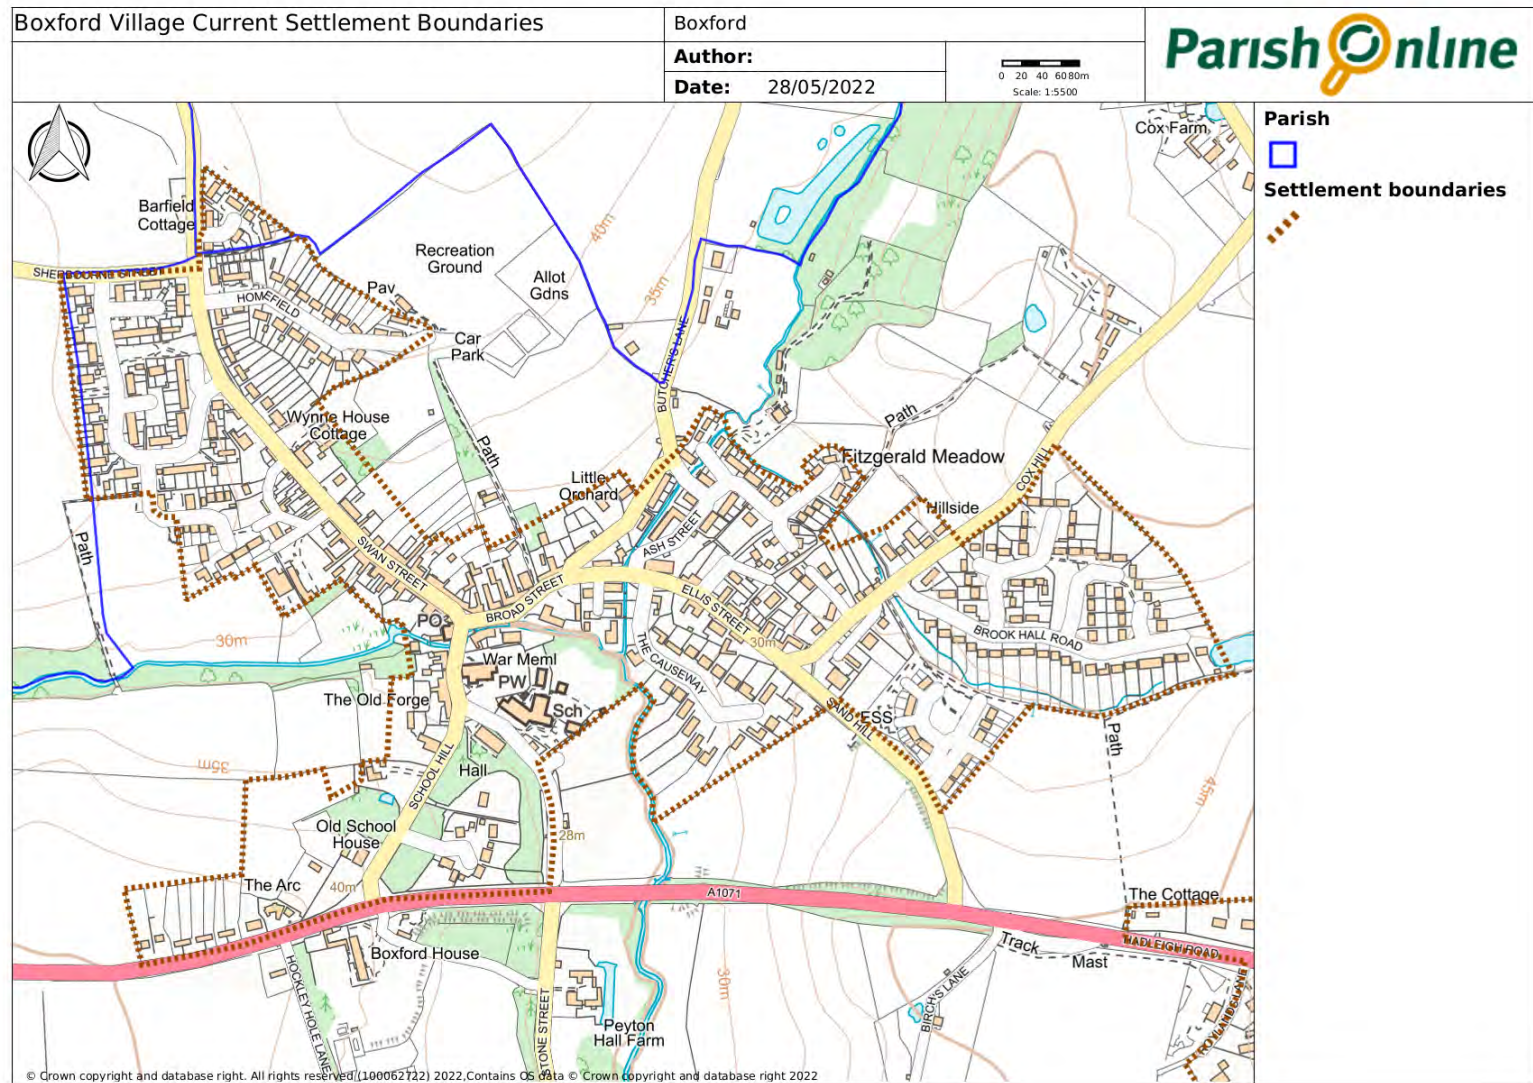 Boxford Village Current Settlement Boundaries
Boxford
Author:
Date: 28/05/2022
0 20 40 60 80m
Scale: 1:5500
Parish Online
Parish
Settlement boundaries
Cox Farm
Barfield
Cottage
SHERBOURNE STREET
Recreation
Ground
40m
Allot
Gdns
35m
Pav
HOMEFIELD
Car
Park
BUTCHER'S LANE
Wynne House
Cottage
Path
Path
Fitzgerald Meadow
COX HILL
Little
Orchard
Hillside
Path
SWAN STREET
ASH STREET
BROAD STREET
ELLIS STREET
PO
30m
30m
BROOK HALL ROAD
THE CAUSEWAY
War Meml
PW
Sch
The Old Forge
SAND HILL
ESS
Path
35m
Hall
SCHOOL HILL
45m
Old School
House
28m
The Arc
40m
A1071
The Cottage
HADLEIGH ROAD
Track
Mast
Boxford House
HOCKLEY HOLE LANE
STONE STREET
30m
BIRCH'S LANE
ROYLANDS LANE
Peyton
Hall Farm
© Crown copyright and database right. All rights reserved (100062722) 2022,Contains OS data © Crown copyright and database right 2022